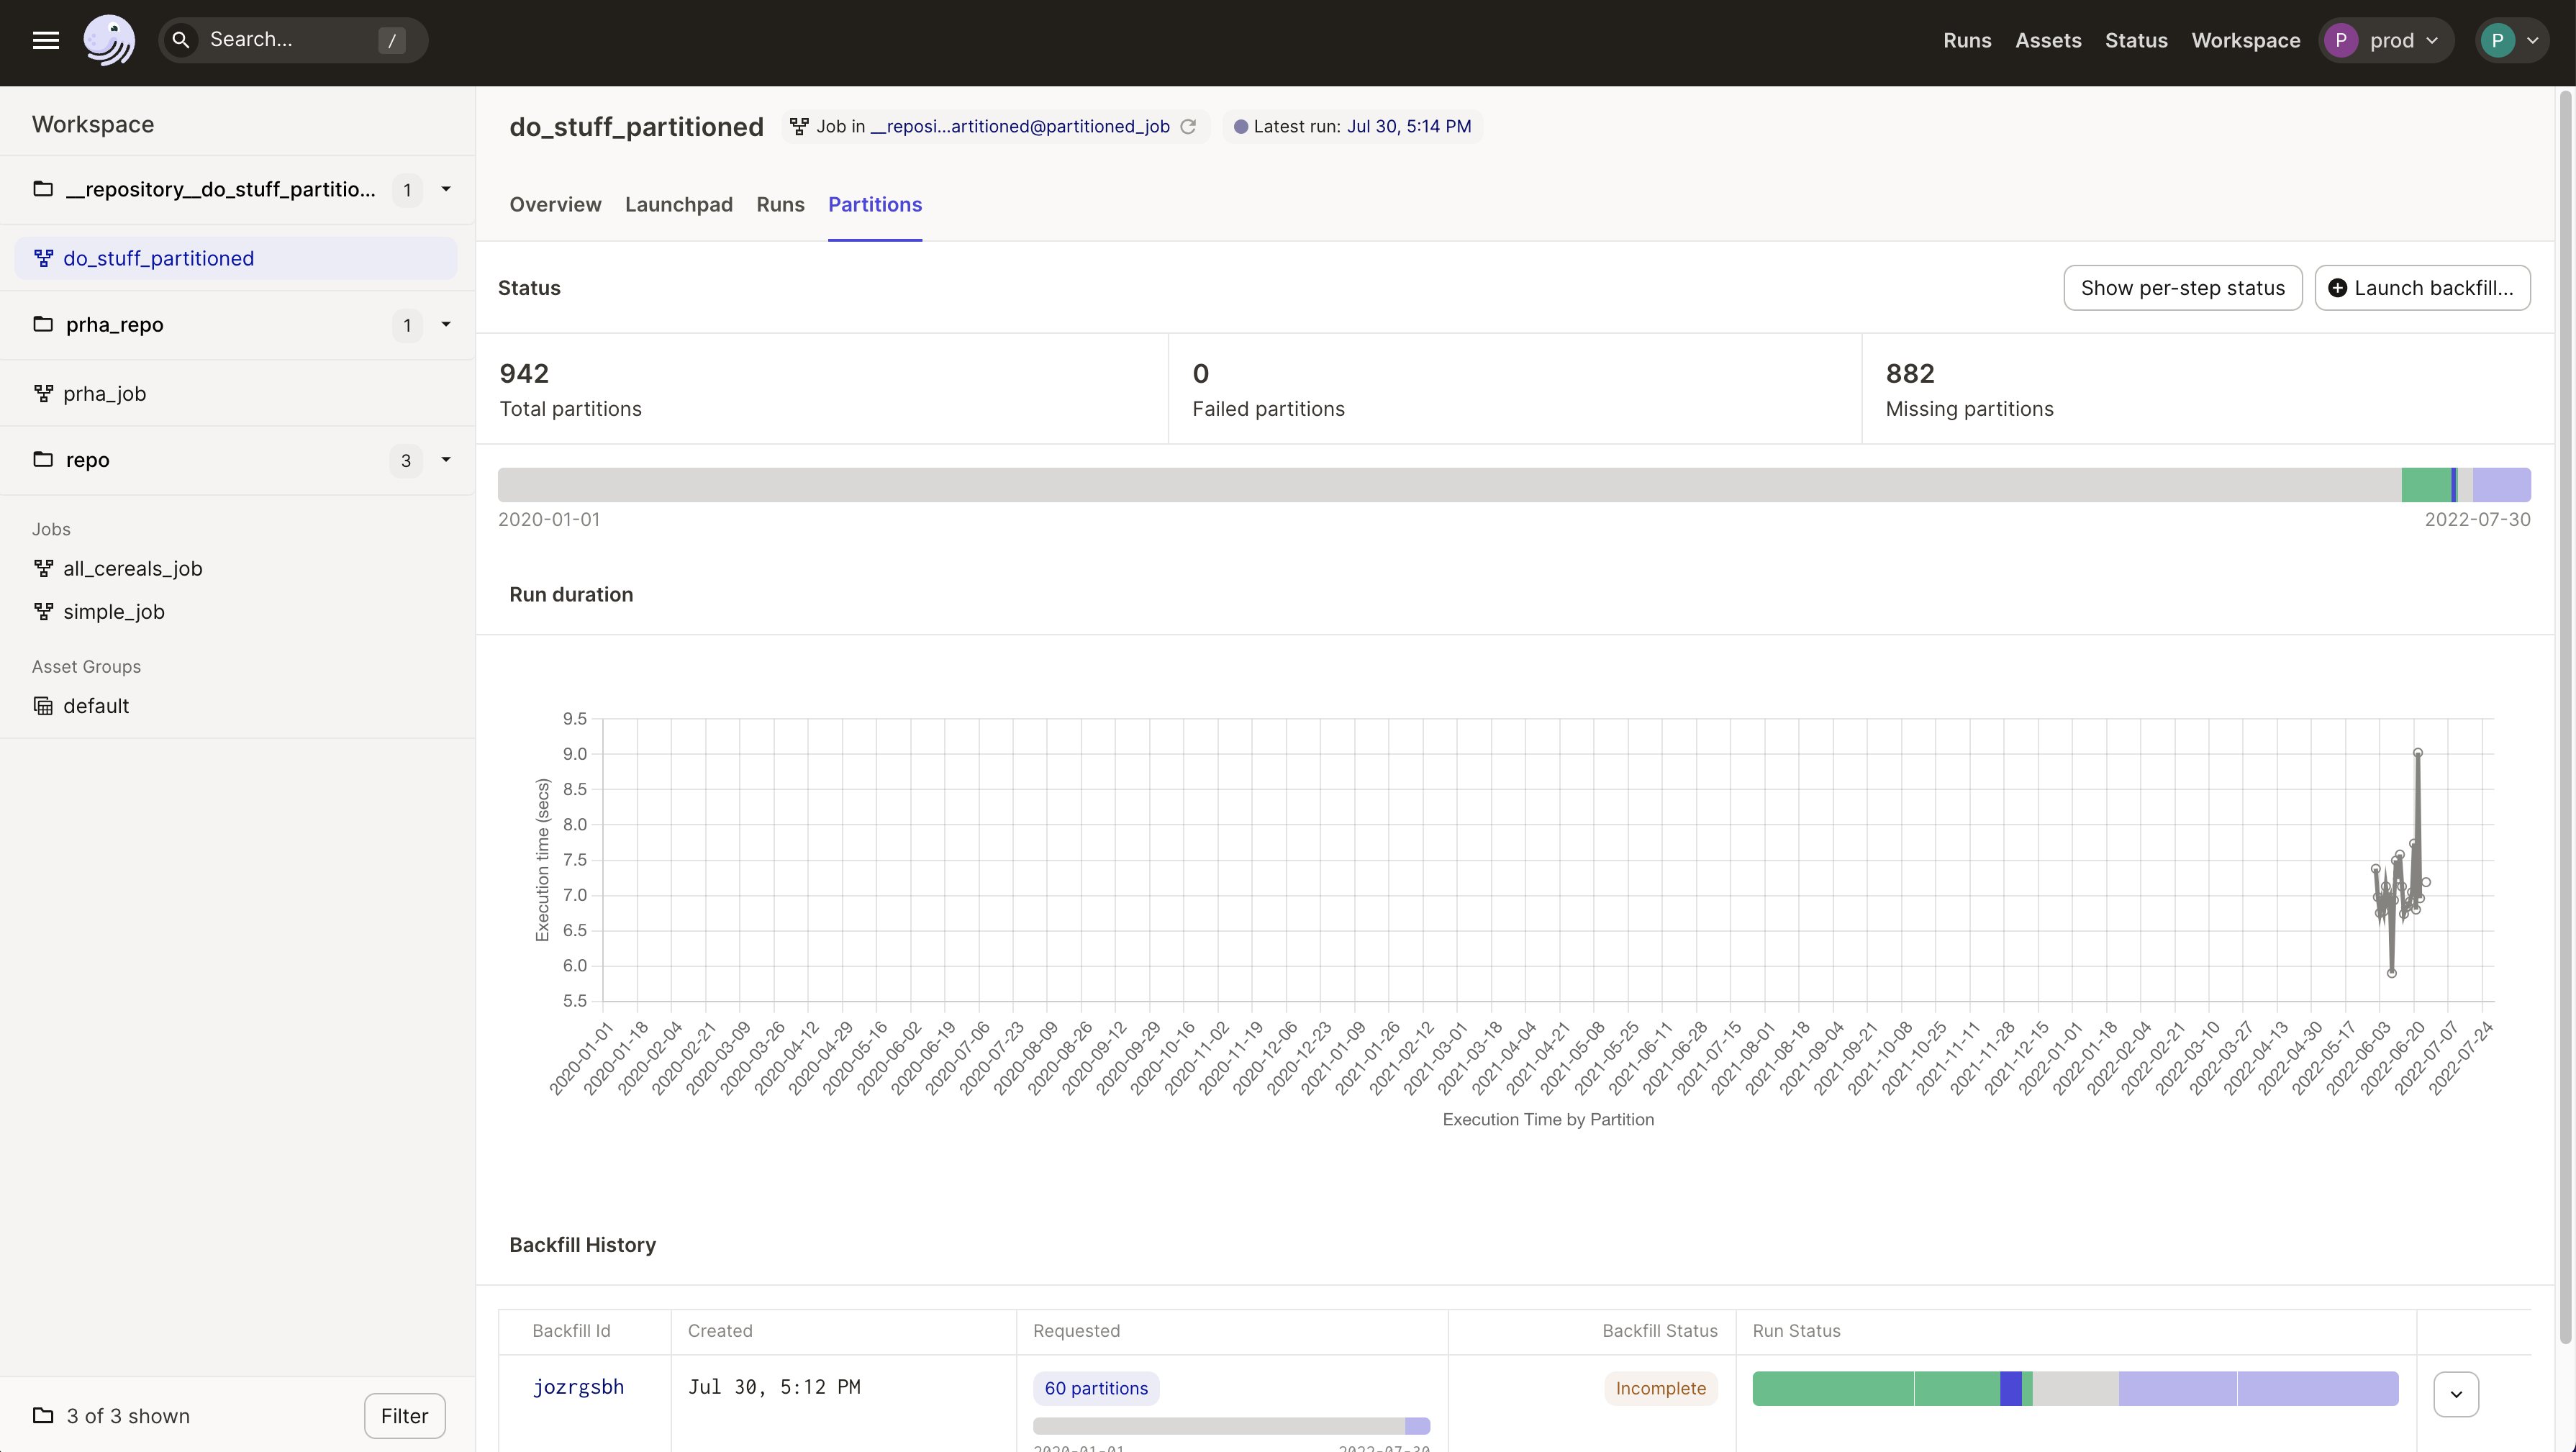 Search... /
Runs Assets Status Workspace P prod P
Workspace
__repository__do_stuff_partitio... 1
do_stuff_partitioned
prha_repo 1
prha_job
repo 3
Jobs
all_cereals_job
simple_job
Asset Groups
default
3 of 3 shown Filter
do_stuff_partitioned Job in __reposi...artitioned@partitioned_job Latest run: Jul 30, 5:14 PM
Overview Launchpad Runs Partitions
Status Show per-step status Launch backfill...
942 0 882
Total partitions Failed partitions Missing partitions
2020-01-01 2022-07-30
Run duration
9.5
9.0
8.5
8.0
7.5
7.0
6.5
6.0
5.5
Execution time (secs)
2020-01-01 2020-01-18 2020-02-04 2020-02-21 2020-03-09 2020-03-26 2020-04-12 2020-04-29 2020-05-16 2020-06-02 2020-06-19 2020-07-06 2020-07-23 2020-08-09 2020-08-26 2020-09-12 2020-09-29 2020-10-16 2020-11-02 2020-11-19 2020-12-06 2020-12-23 2021-01-09 2021-01-26 2021-02-12 2021-03-01 2021-03-18 2021-04-04 2021-04-21 2021-05-08 2021-05-25 2021-06-11 2021-06-28 2021-07-15 2021-08-01 2021-08-18 2021-09-04 2021-09-21 2021-10-08 2021-10-25 2021-11-11 2021-11-28 2021-12-15 2022-01-01 2022-01-18 2022-02-04 2022-02-21 2022-03-10 2022-03-27 2022-04-13 2022-04-30 2022-05-17 2022-06-03 2022-06-20 2022-07-07 2022-07-24
Execution Time by Partition
Backfill History
Backfill Id Created Requested Backfill Status Run Status
jozrgsbh Jul 30, 5:12 PM 60 partitions Incomplete
2020-01-01 2022-07-30